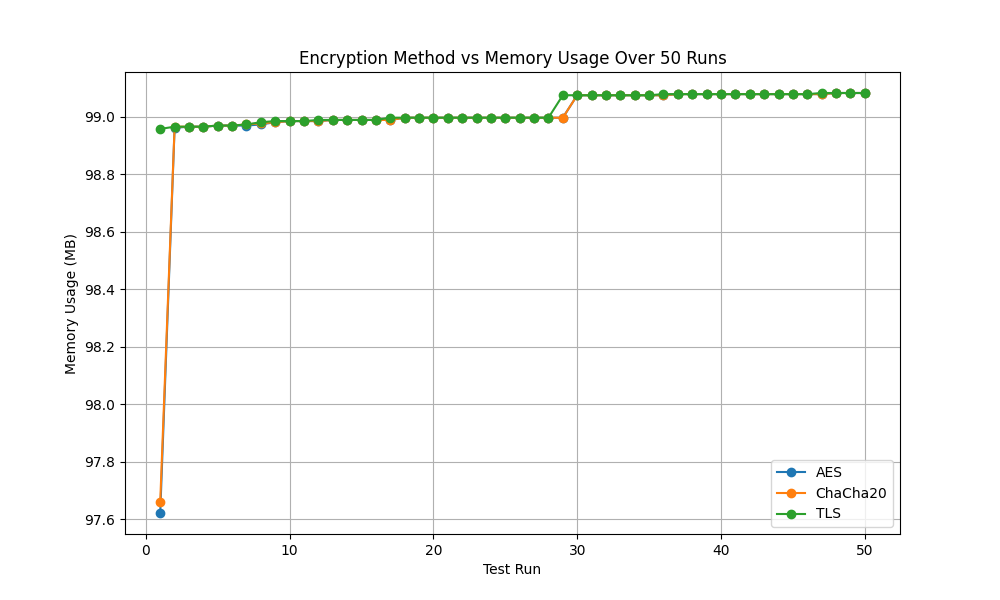 Encryption Method vs Memory Usage Over 50 Runs
Memory Usage (MB)
99.0
98.8
98.6
98.4
98.2
98.0
97.8
97.6
0
10
20
30
40
50
Test Run
AES
ChaCha20
TLS